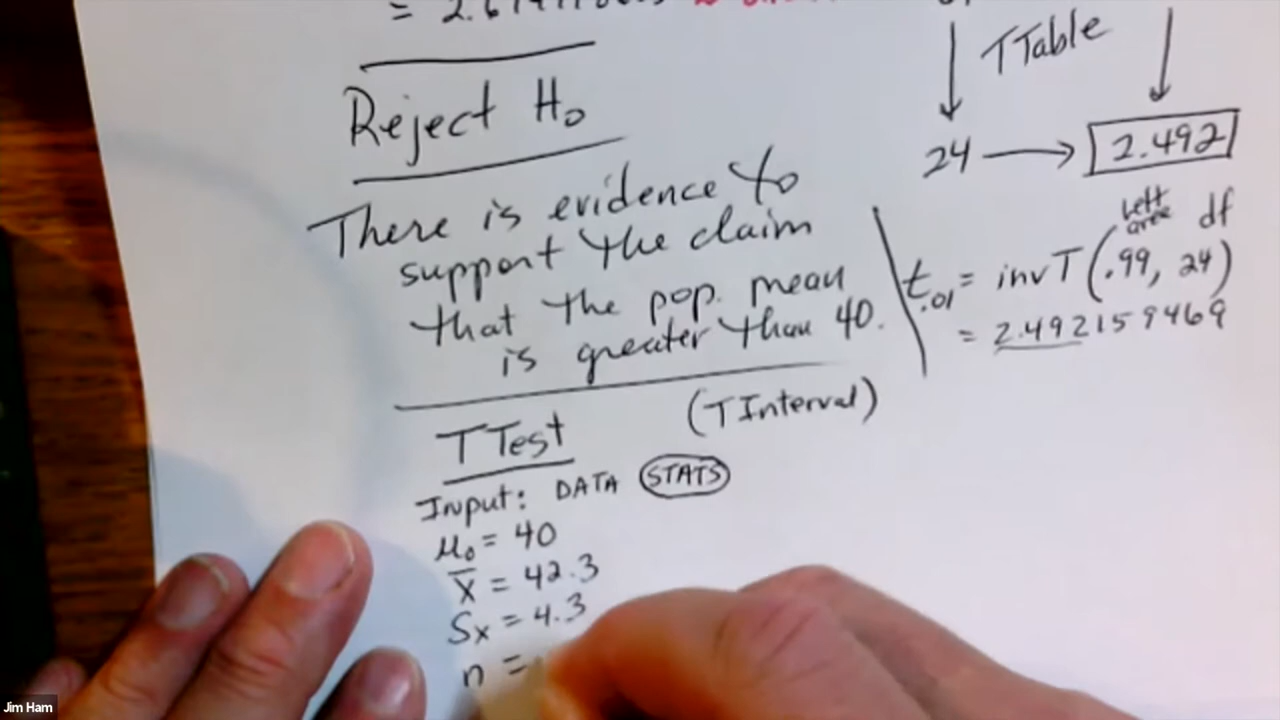 Reject H₀
There is evidence to
support the claim
that the pop. mean
is greater than 40.
TTable
24 → 2.492
left area df
t.01 = invT (.99, 24)
= 2.492159469
TTest (TInterval)
Input: DATA STATS
μ₀ = 40
x̄ = 42.3
Sx = 4.3
n =
Jim Ham